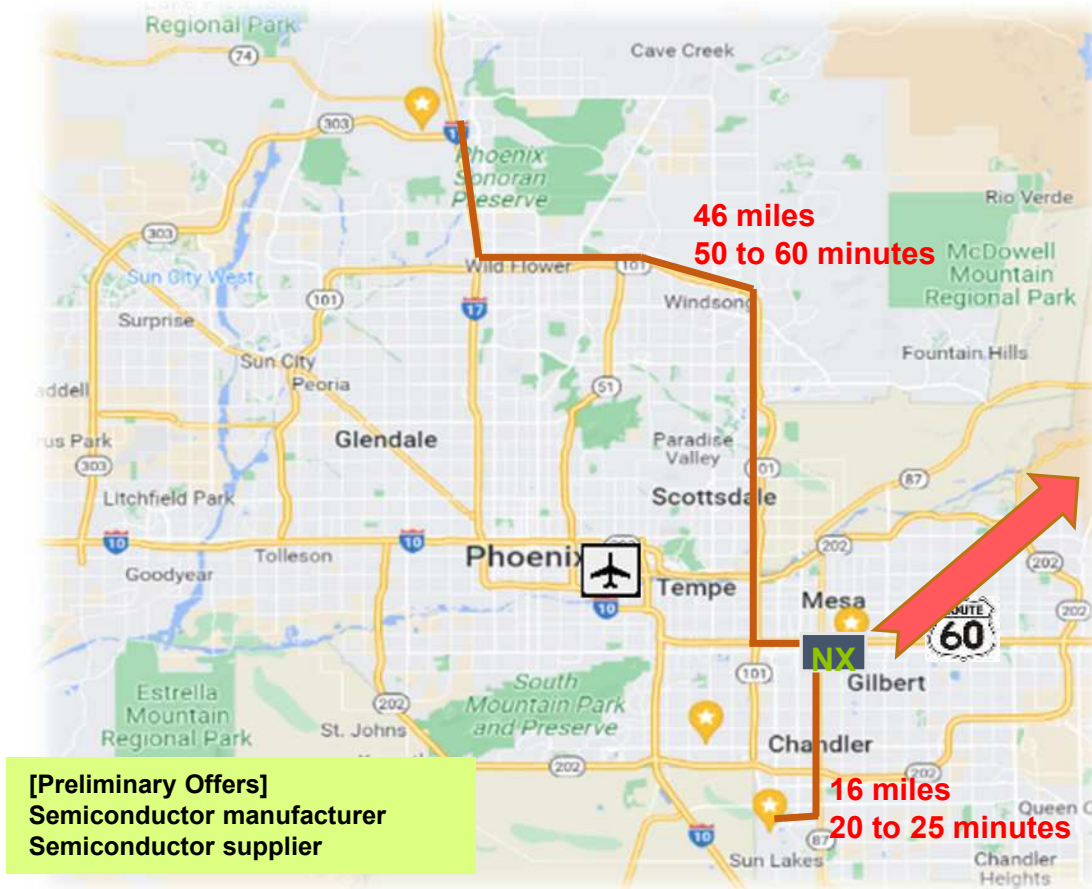 Regional Park
74
Cave Creek
303
17
Phoenix
Sonoran
Preserve
Rio Verde
46 miles
50 to 60 minutes
303
Sun City West
Wild Flower
101
McDowell
Mountain
Regional Park
101
17
Windsong
Surprise
Sun City
Peoria
Fountain Hills
51
addell
rus Park
Glendale
Paradise
Valley
101
303
87
Litchfield Park
Scottsdale
10
10
202
Tolleson
Phoenix
202
Goodyear
10
Tempe
Mesa
202
ROUTE
60
NX
101
Gilbert
Estrella
Mountain
Regional Park
202
St. Johns
South
Mountain Park
and Preserve
Chandler
202
202
[Preliminary Offers]
Semiconductor manufacturer
Semiconductor supplier
16 miles
20 to 25 minutes
Queen C
10
87
Sun Lakes
Chandler
Heights